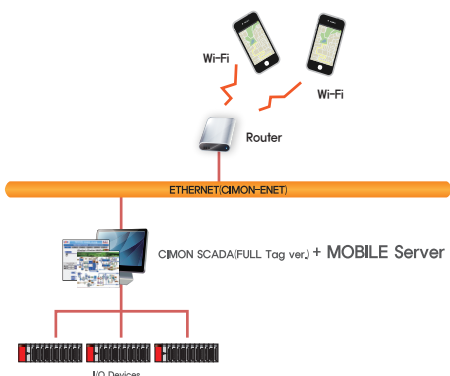 Wi-Fi
Wi-Fi
Router
ETHERNET(CIMON-ENET)
CIMON SCADA(FULL Tag ver.) + MOBILE Server
I/O Devices